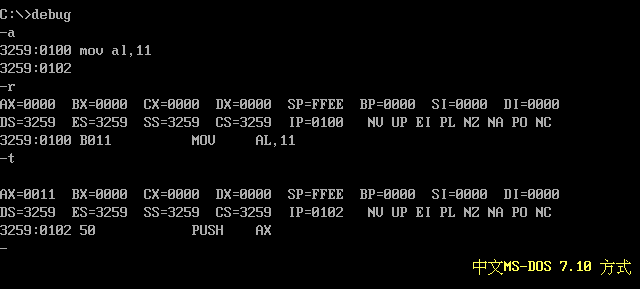 C:\>debug
-a
3259:0100 mov al,11
3259:0102
-r
AX=0000  BX=0000  CX=0000  DX=0000  SP=FFEE  BP=0000  SI=0000  DI=0000
DS=3259  ES=3259  SS=3259  CS=3259  IP=0100   NV UP EI PL NZ NA PO NC
3259:0100 B011          MOV     AL,11
-t
AX=0011  BX=0000  CX=0000  DX=0000  SP=FFEE  BP=0000  SI=0000  DI=0000
DS=3259  ES=3259  SS=3259  CS=3259  IP=0102   NV UP EI PL NZ NA PO NC
3259:0102 50            PUSH    AX
-
中文MS-DOS 7.10 方式